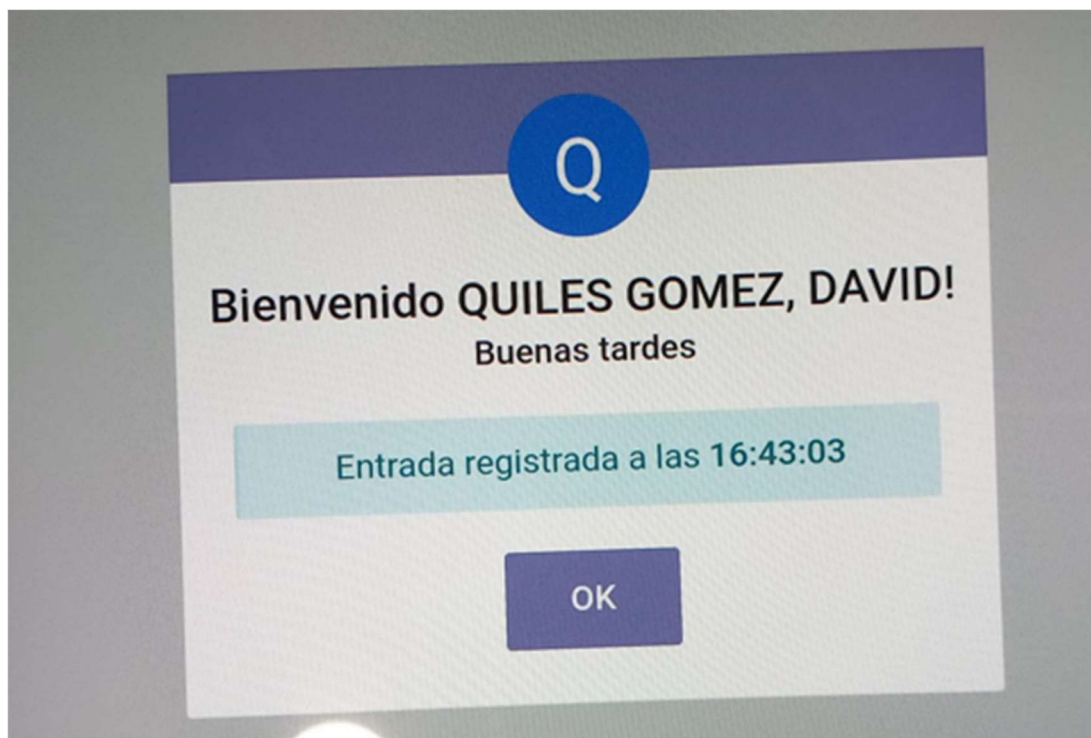 Q
Bienvenido QUILES GOMEZ, DAVID!
Buenas tardes
Entrada registrada a las 16:43:03
OK